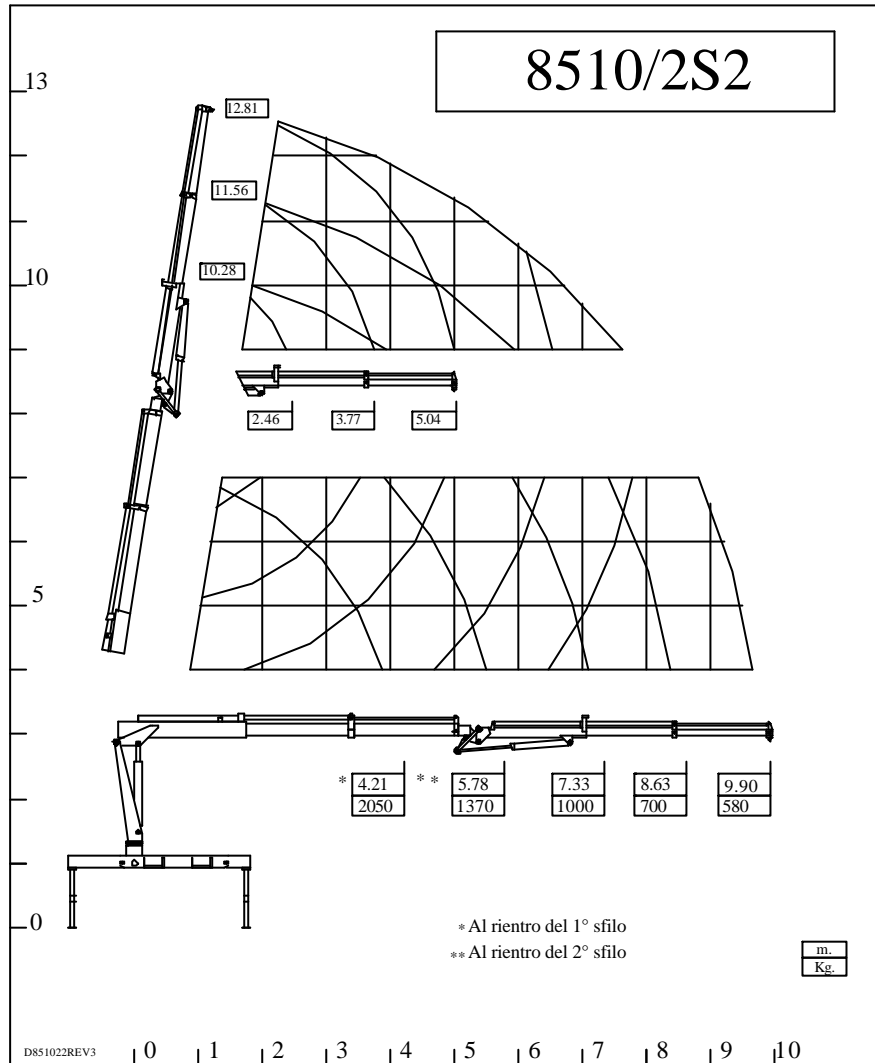 8510/2S2
13
12.81
11.56
10.28
10
2.46 3.77 5.04
5
* 4.21 ** 5.78 7.33 8.63 9.90
2050 1370 1000 700 580
0
* Al rientro del 1° sfilo
** Al rientro del 2° sfilo
m.
Kg.
D851022REV3
0 1 2 3 4 5 6 7 8 9 10